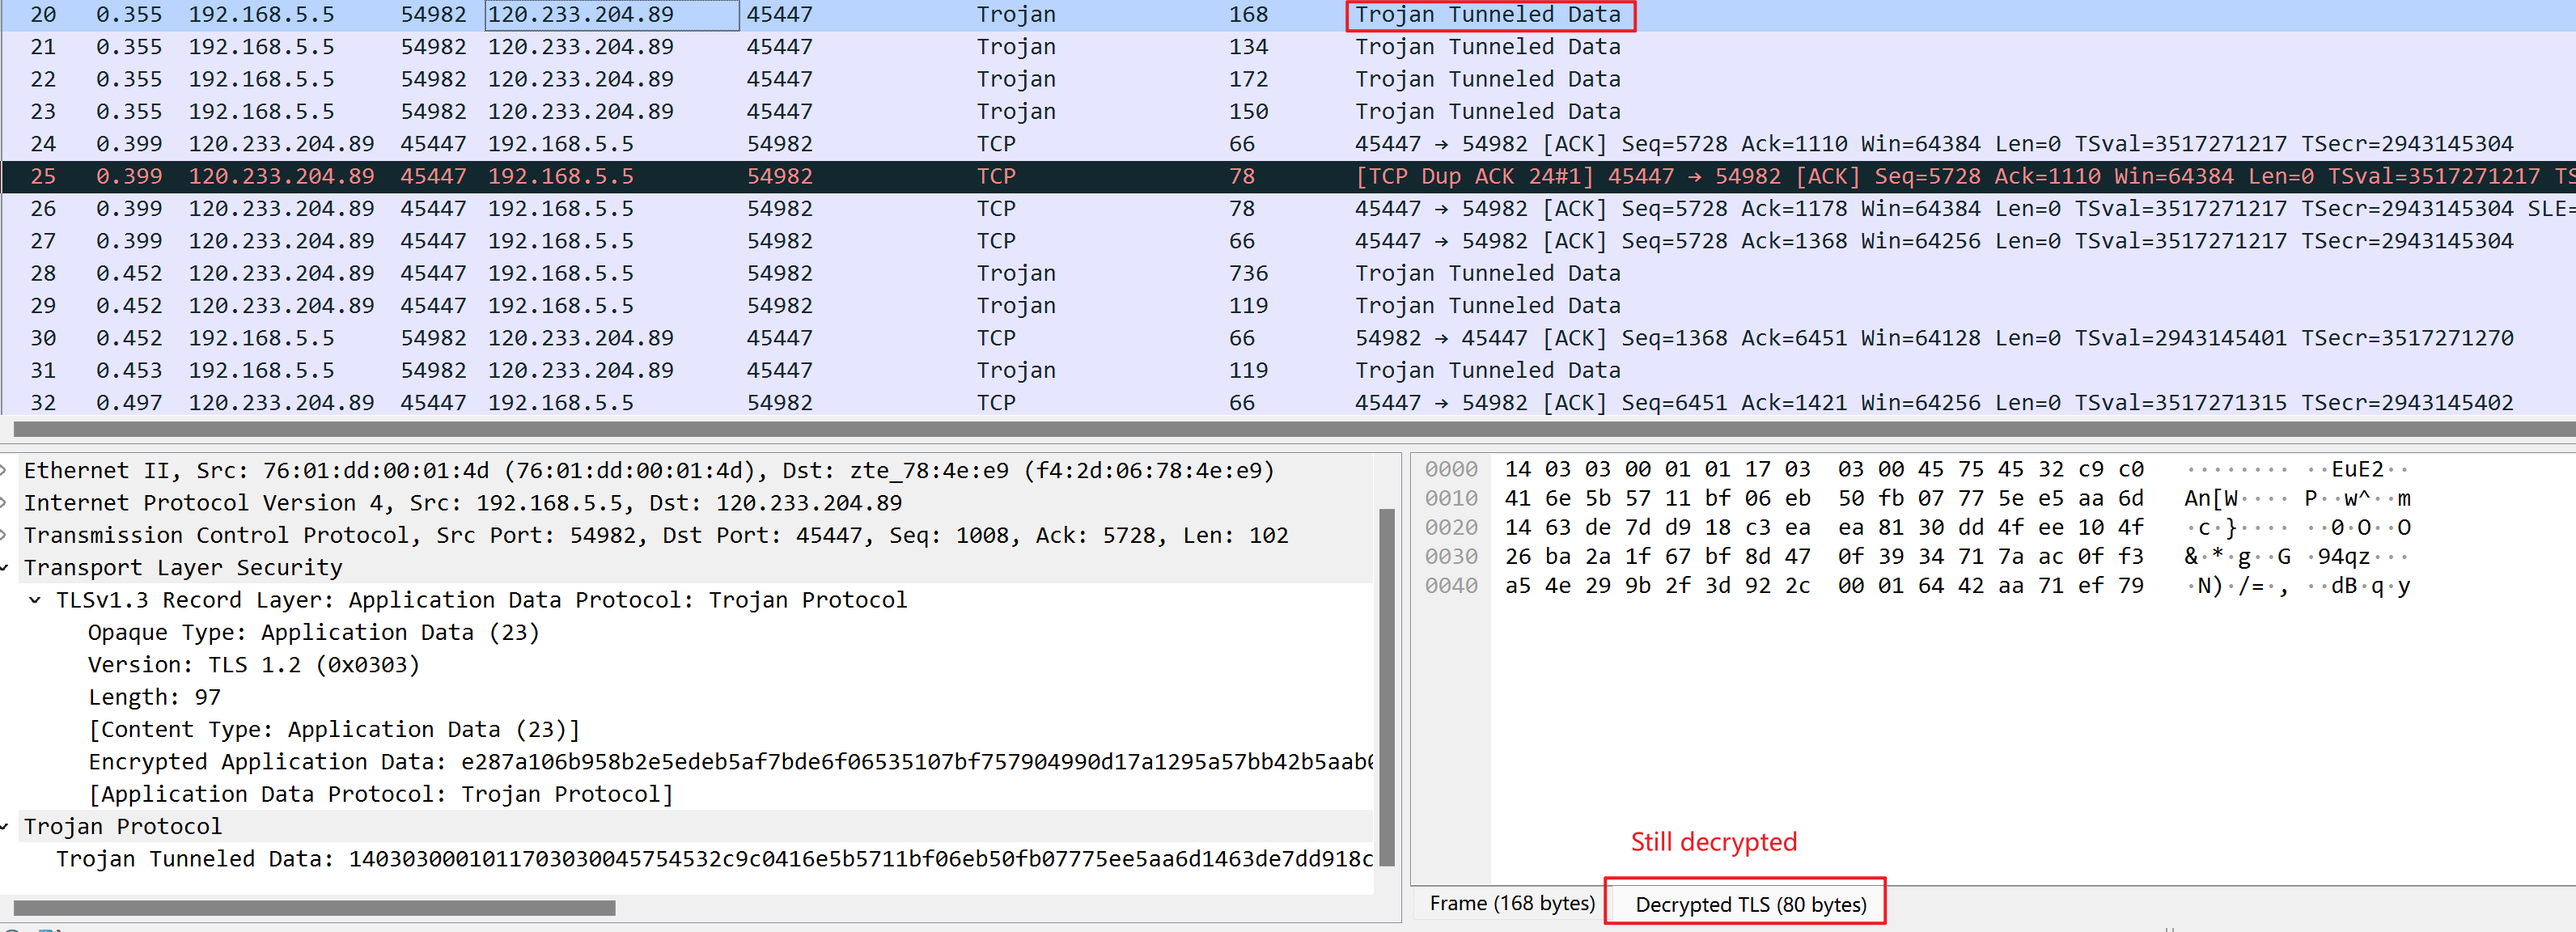 20 0.355 192.168.5.5 54982 120.233.204.89 45447 Trojan 168 Trojan Tunneled Data
21 0.355 192.168.5.5 54982 120.233.204.89 45447 Trojan 134 Trojan Tunneled Data
22 0.355 192.168.5.5 54982 120.233.204.89 45447 Trojan 172 Trojan Tunneled Data
23 0.355 192.168.5.5 54982 120.233.204.89 45447 Trojan 150 Trojan Tunneled Data
24 0.399 120.233.204.89 45447 192.168.5.5 54982 TCP 66 45447 → 54982 [ACK] Seq=5728 Ack=1110 Win=64384 Len=0 TSval=3517271217 TSecr=2943145304
25 0.399 120.233.204.89 45447 192.168.5.5 54982 TCP 78 [TCP Dup ACK 24#1] 45447 → 54982 [ACK] Seq=5728 Ack=1110 Win=64384 Len=0 TSval=3517271217 TS
26 0.399 120.233.204.89 45447 192.168.5.5 54982 TCP 78 45447 → 54982 [ACK] Seq=5728 Ack=1178 Win=64384 Len=0 TSval=3517271217 TSecr=2943145304 SLE=
27 0.399 120.233.204.89 45447 192.168.5.5 54982 TCP 66 45447 → 54982 [ACK] Seq=5728 Ack=1368 Win=64256 Len=0 TSval=3517271217 TSecr=2943145304
28 0.452 120.233.204.89 45447 192.168.5.5 54982 Trojan 736 Trojan Tunneled Data
29 0.452 120.233.204.89 45447 192.168.5.5 54982 Trojan 119 Trojan Tunneled Data
30 0.452 192.168.5.5 54982 120.233.204.89 45447 TCP 66 54982 → 45447 [ACK] Seq=1368 Ack=6451 Win=64128 Len=0 TSval=2943145401 TSecr=3517271270
31 0.453 192.168.5.5 54982 120.233.204.89 45447 Trojan 119 Trojan Tunneled Data
32 0.497 120.233.204.89 45447 192.168.5.5 54982 TCP 66 45447 → 54982 [ACK] Seq=6451 Ack=1421 Win=64256 Len=0 TSval=3517271315 TSecr=2943145402
Ethernet II, Src: 76:01:dd:00:01:4d (76:01:dd:00:01:4d), Dst: zte_78:4e:e9 (f4:2d:06:78:4e:e9)
Internet Protocol Version 4, Src: 192.168.5.5, Dst: 120.233.204.89
Transmission Control Protocol, Src Port: 54982, Dst Port: 45447, Seq: 1008, Ack: 5728, Len: 102
Transport Layer Security
TLSv1.3 Record Layer: Application Data Protocol: Trojan Protocol
Opaque Type: Application Data (23)
Version: TLS 1.2 (0x0303)
Length: 97
[Content Type: Application Data (23)]
Encrypted Application Data: e287a106b958b2e5edeb5af7bde6f06535107bf757904990d17a1295a57bb42b5aab0
[Application Data Protocol: Trojan Protocol]
Trojan Protocol
Trojan Tunneled Data: 1403030001011703030045754532c9c0416e5b5711bf06eb50fb07775ee5aa6d1463de7dd918c
0000 14 03 03 00 01 01 17 03 03 00 45 75 45 32 c9 c0 ········ ··EuE2··
0010 41 6e 5b 57 11 bf 06 eb 50 fb 07 77 5e e5 aa 6d An[W···· P··w^··m
0020 14 63 de 7d d9 18 c3 ea ea 81 30 dd 4f ee 10 4f ·c·}···· ··0·O··O
0030 26 ba 2a 1f 67 bf 8d 47 0f 39 34 71 7a ac 0f f3 &·*·g··G ·94qz···
0040 a5 4e 29 9b 2f 3d 92 2c 00 01 64 42 aa 71 ef 79 ·N)·/=·, ··dB·q·y
Still decrypted
Frame (168 bytes) Decrypted TLS (80 bytes)